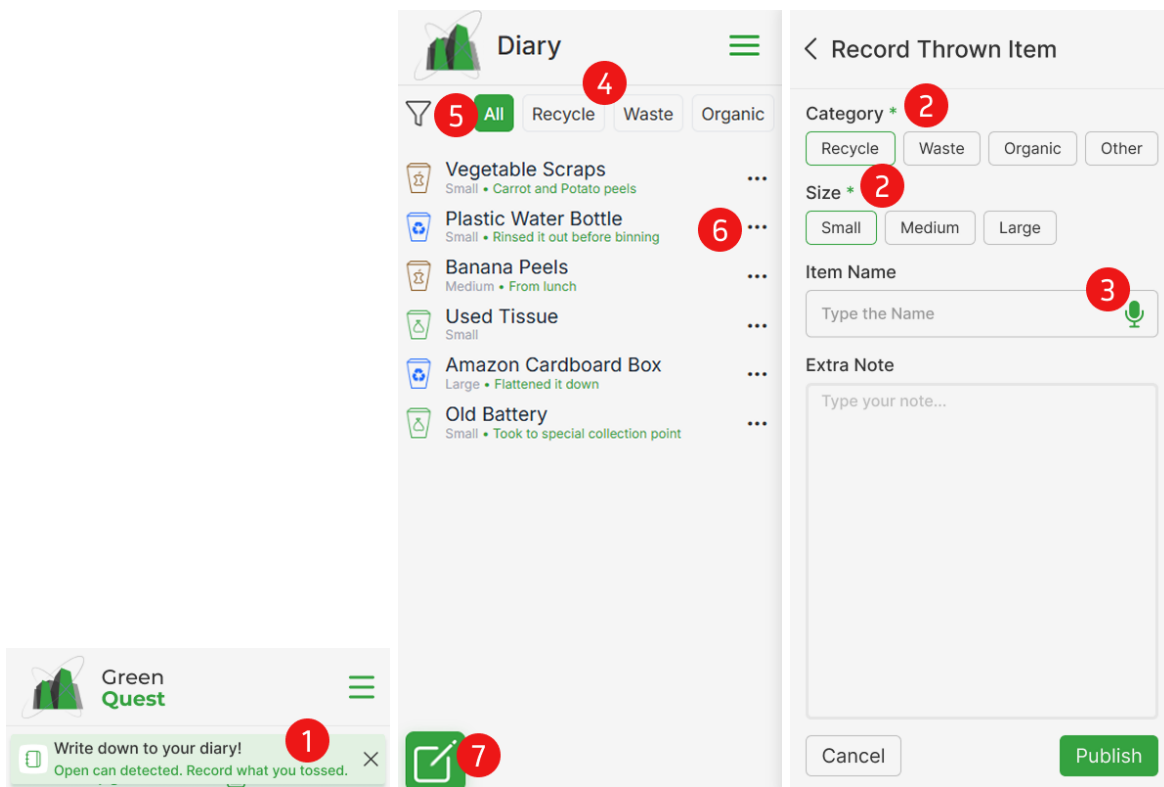 Green
Quest
1
Write down to your diary!
Open can detected. Record what you tossed.
Diary
4
5
All
Recycle
Waste
Organic
Vegetable Scraps
Small • Carrot and Potato peels
Plastic Water Bottle
Small • Rinsed it out before binning
6
Banana Peels
Medium • From lunch
Used Tissue
Small
Amazon Cardboard Box
Large • Flattened it down
Old Battery
Small • Took to special collection point
7
Record Thrown Item
Category *
2
Recycle
Waste
Organic
Other
Size *
2
Small
Medium
Large
Item Name
3
Type the Name
Extra Note
Type your note...
Cancel
Publish